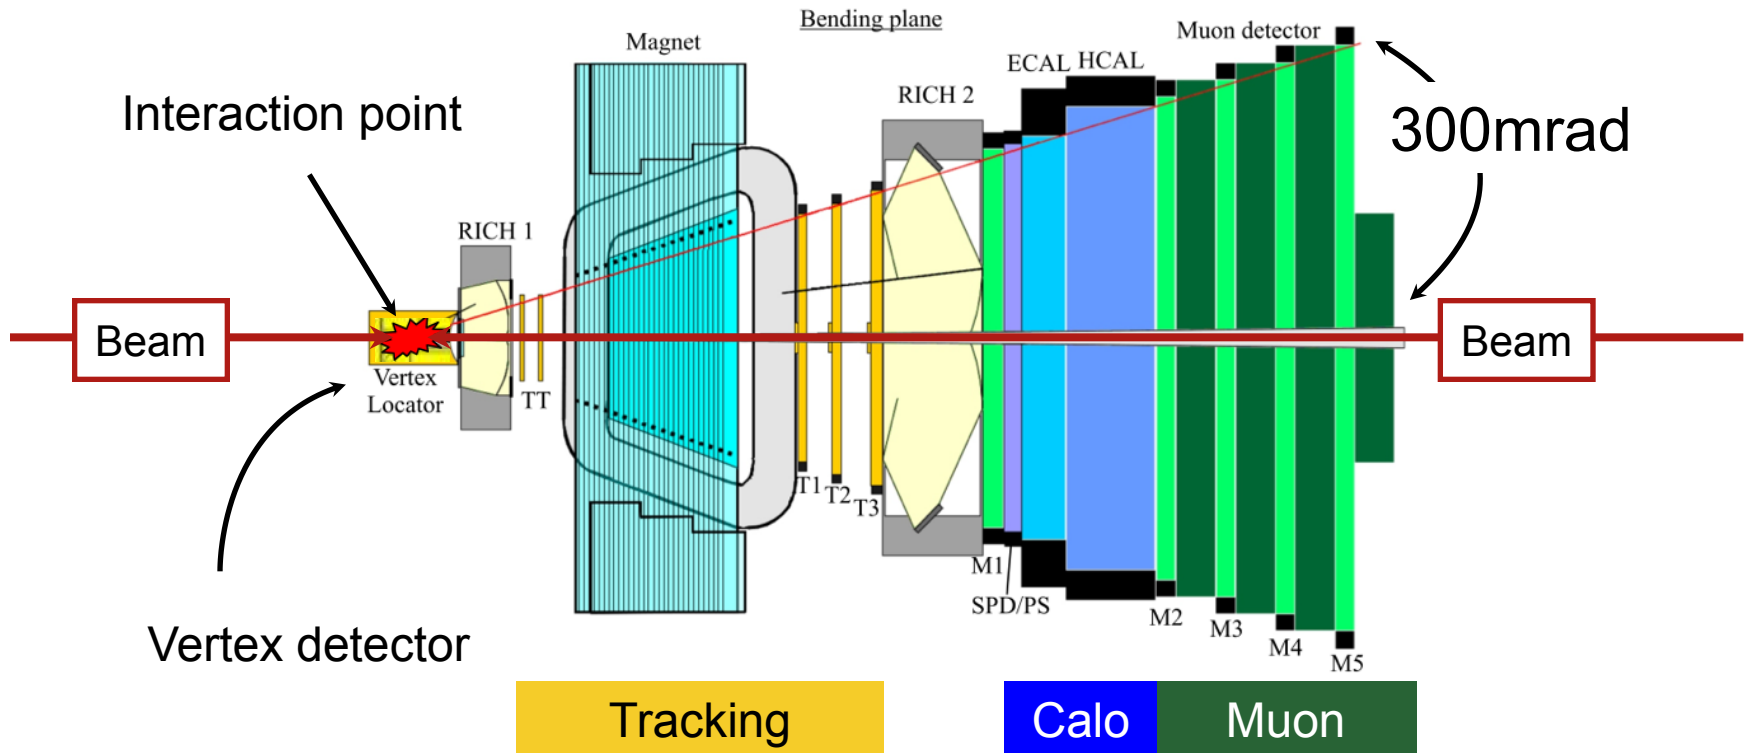 Bending plane
Magnet
Muon detector
ECAL
HCAL
RICH 2
Interaction point
300mrad
RICH 1
Beam
Beam
Vertex
Locator
TT
T1
T2
T3
M1
SPD/PS
M2
M3
M4
M5
Vertex detector
Tracking
Calo
Muon